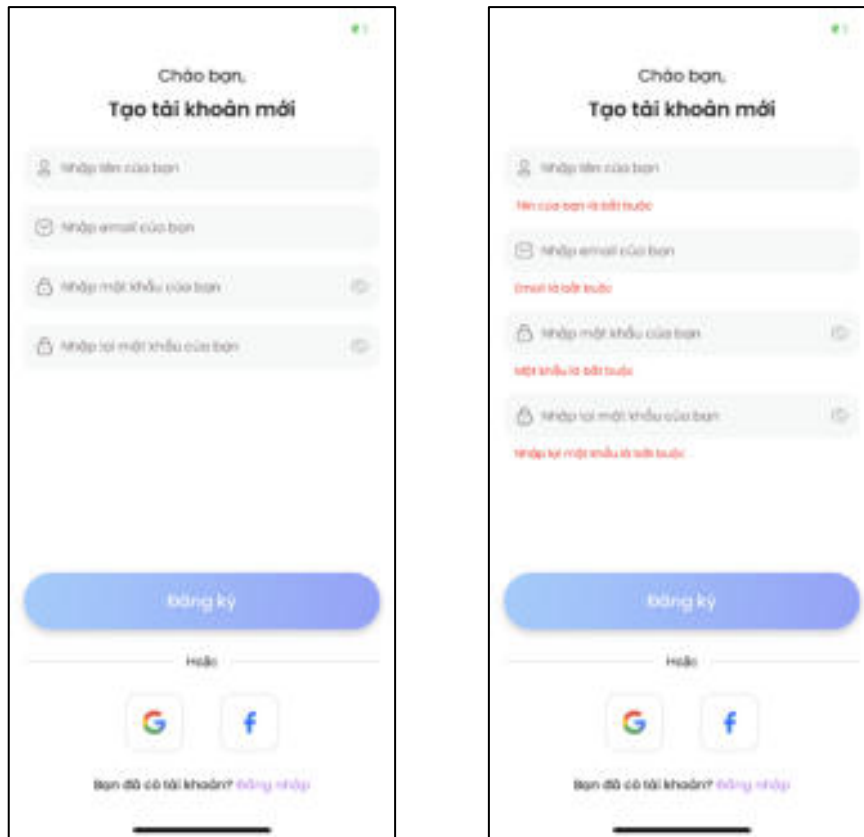 Chào bạn,
Tạo tài khoản mới
Nhập tên của bạn
Nhập email của bạn
Nhập mật khẩu của bạn
Nhập lại mật khẩu của bạn
Đăng ký
Hoặc
Bạn đã có tài khoản? Đăng nhập
Chào bạn,
Tạo tài khoản mới
Nhập tên của bạn
Tên của bạn là bắt buộc
Nhập email của bạn
Email là bắt buộc
Nhập mật khẩu của bạn
Mật khẩu là bắt buộc
Nhập lại mật khẩu của bạn
Nhập lại mật khẩu là bắt buộc
Đăng ký
Hoặc
Bạn đã có tài khoản? Đăng nhập